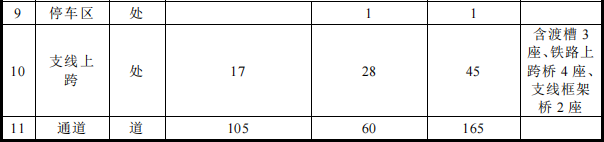 9 停车区 处 1 1
10 支线上跨 处 17 28 45 含渡槽 3 座、铁路上跨桥 4 座、支线框架桥 2 座
11 通道 道 105 60 165